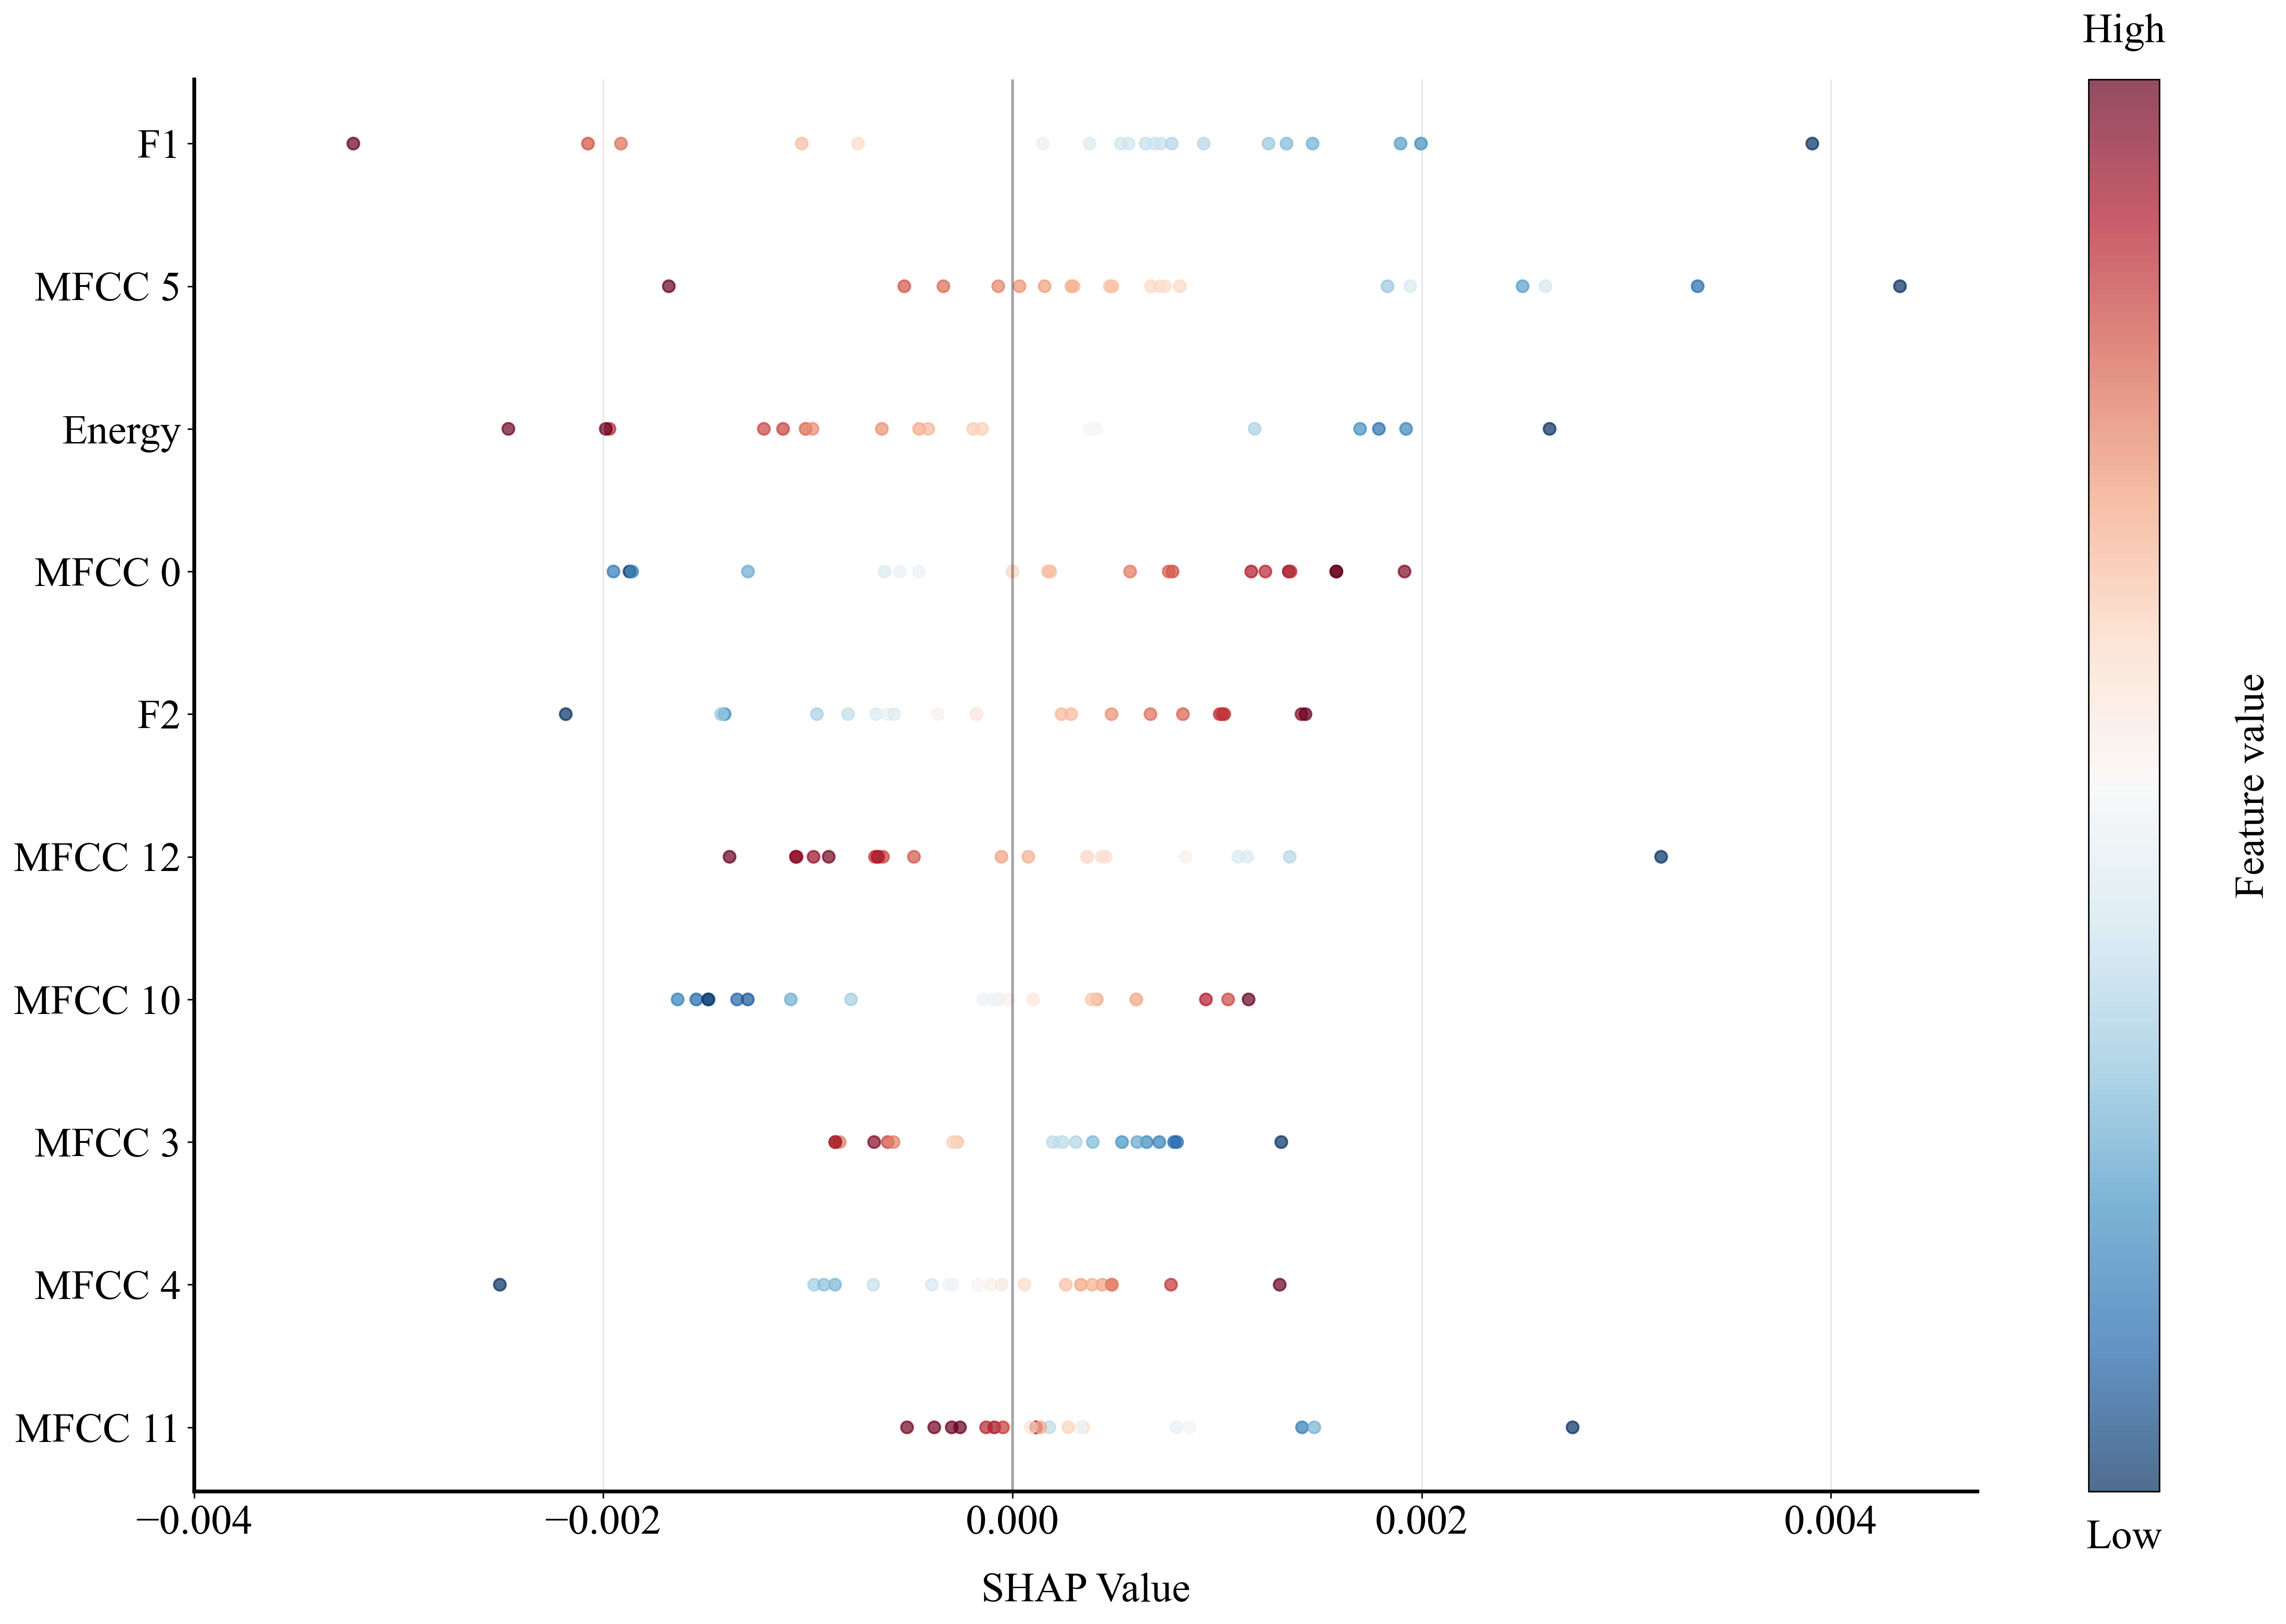 High
F1
MFCC 5
Energy
MFCC 0
F2
MFCC 12
MFCC 10
MFCC 3
MFCC 4
MFCC 11
−0.004 −0.002 0.000 0.002 0.004
SHAP Value
Low
Feature value